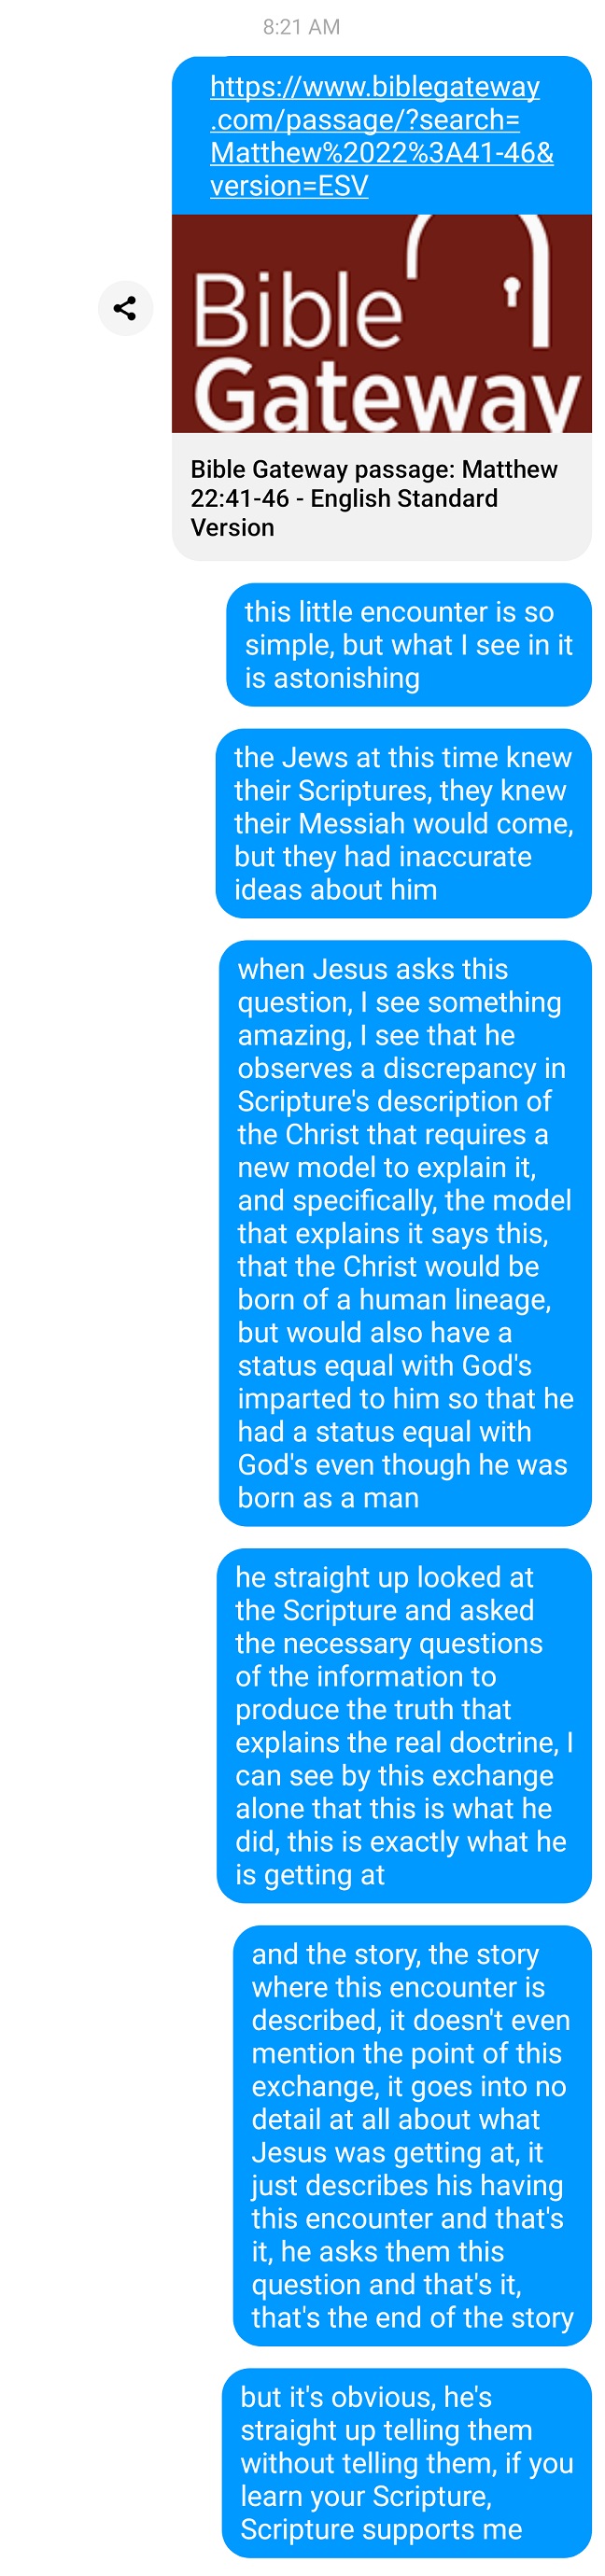 8:21 AM
https://www.biblegateway
.com/passage/?search=
Matthew%2022%3A41-46&
version=ESV
Bible
Gateway
Bible Gateway passage: Matthew
22:41-46 - English Standard
Version
this little encounter is so
simple, but what I see in it
is astonishing
the Jews at this time knew
their Scriptures, they knew
their Messiah would come,
but they had inaccurate
ideas about him
when Jesus asks this
question, I see something
amazing, I see that he
observes a discrepancy in
Scripture's description of
the Christ that requires a
new model to explain it,
and specifically, the model
that explains it says this,
that the Christ would be
born of a human lineage,
but would also have a
status equal with God's
imparted to him so that he
had a status equal with
God's even though he was
born as a man
he straight up looked at
the Scripture and asked
the necessary questions
of the information to
produce the truth that
explains the real doctrine, I
can see by this exchange
alone that this is what he
did, this is exactly what he
is getting at
and the story, the story
where this encounter is
described, it doesn't even
mention the point of this
exchange, it goes into no
detail at all about what
Jesus was getting at, it
just describes his having
this encounter and that's
it, he asks them this
question and that's it,
that's the end of the story
but it's obvious, he's
straight up telling them
without telling them, if you
learn your Scripture,
Scripture supports me